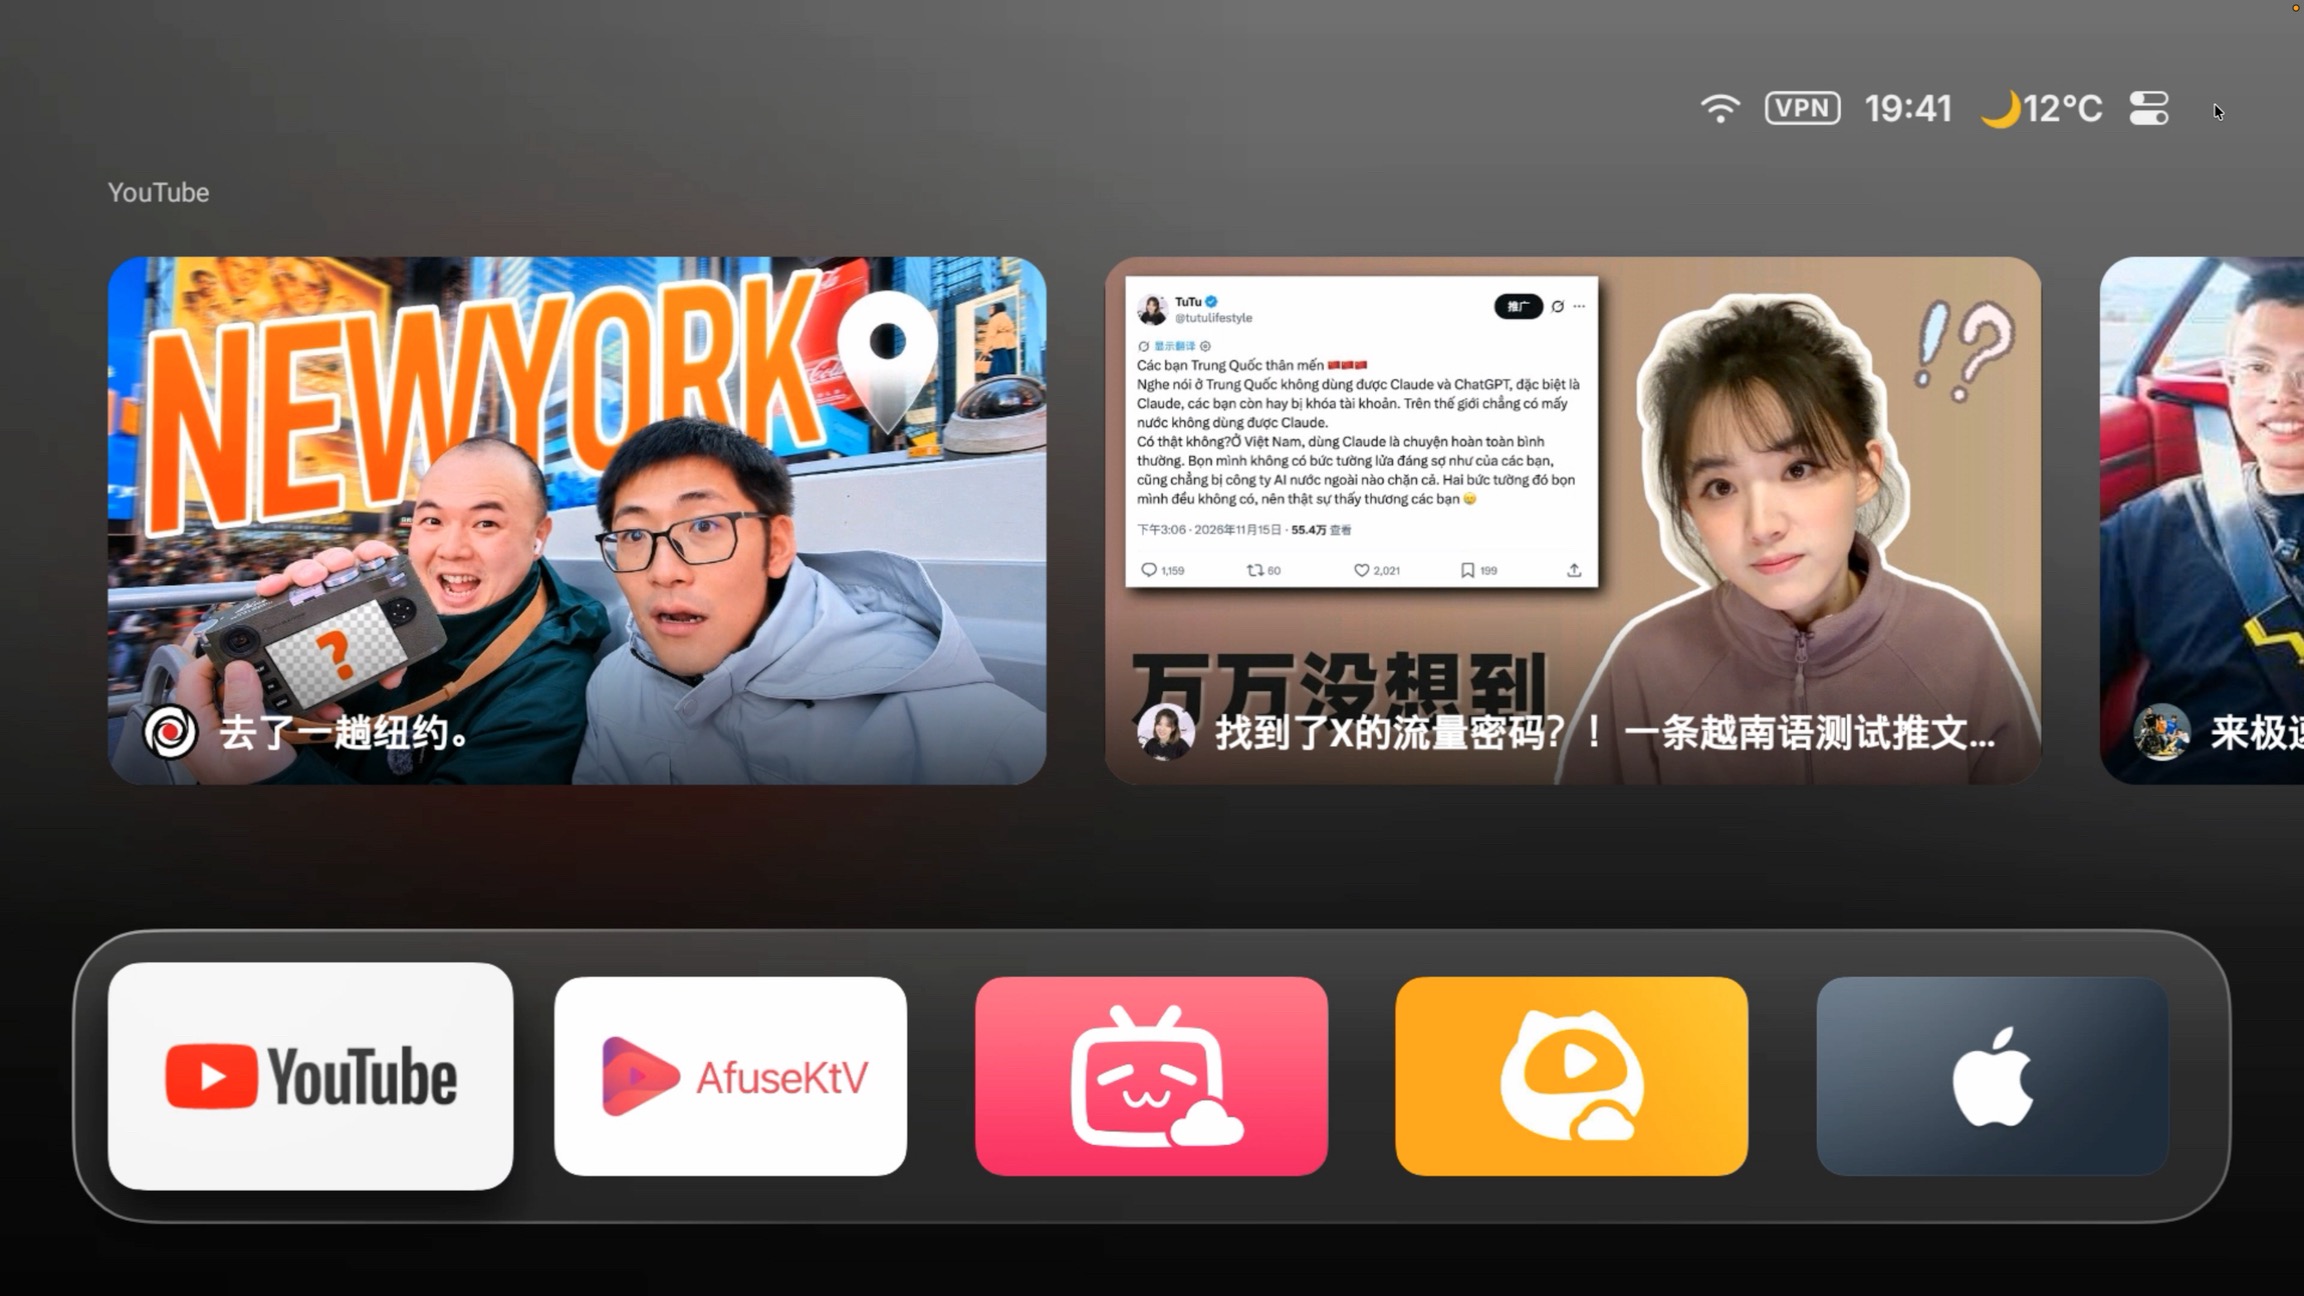 VPN 19:41 12°C
YouTube
NEWYORK
?
去了一趟纽约。
TuTu
@tutulifestyle
推广
显示翻译
Các bạn Trung Quốc thân mến 🇨🇳🇨🇳🇨🇳
Nghe nói ở Trung Quốc không dùng được Claude và ChatGPT, đặc biệt là
Claude, các bạn còn hay bị khóa tài khoản. Trên thế giới chẳng có mấy
nước không dùng được Claude.
Có thật không?Ở Việt Nam, dùng Claude là chuyện hoàn toàn bình
thường. Bọn mình không có bức tường lửa đáng sợ như của các bạn,
cũng chẳng bị công ty AI nước ngoài nào chặn cả. Hai bức tường đó bọn
mình đều không có, nên thật sự thấy thương các bạn
下午3:06 · 2026年11月15日 · 55.4万 查看
1,159 60 2,021 199
!?
万万没想到
找到了X的流量密码?！一条越南语测试推文...
来极速
YouTube
AfuseKtV